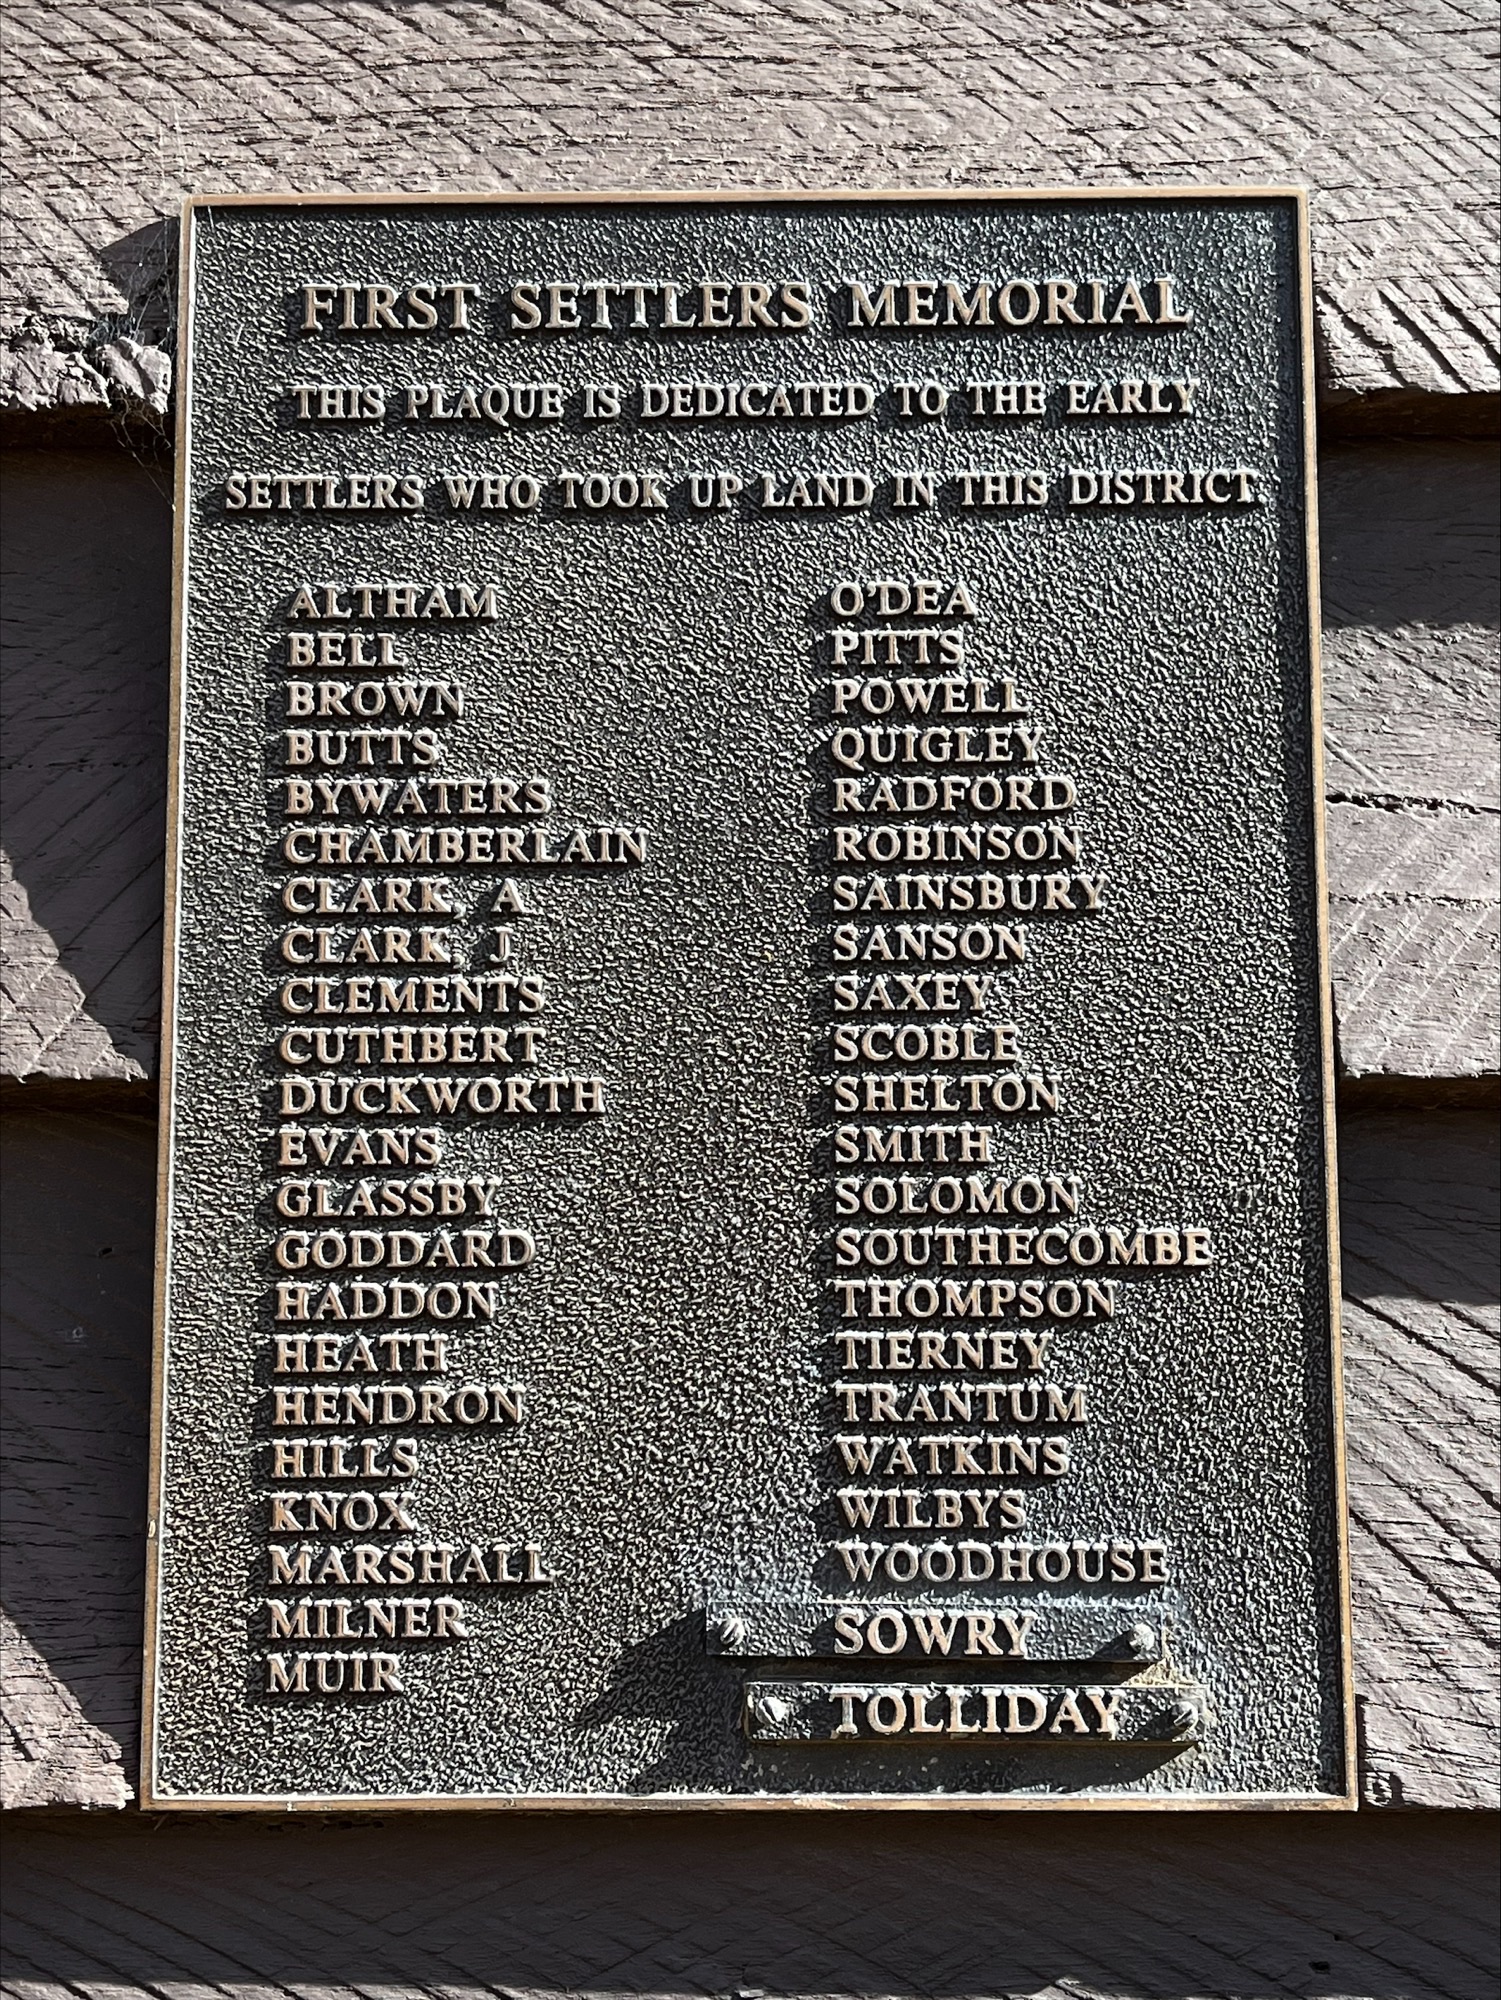 FIRST SETTLERS MEMORIAL
THIS PLAQUE IS DEDICATED TO THE EARLY
SETTLERS WHO TOOK UP LAND IN THIS DISTRICT
ALTHAM
BELL
BROWN
BUTTS
BYWATERS
CHAMBERLAIN
CLARK, A
CLARK, J
CLEMENTS
CUTHBERT
DUCKWORTH
EVANS
GLASSBY
GODDARD
HADDON
HEATH
HENDRON
HILLS
KNOX
MARSHALL
MILNER
MUIR
O'DEA
PITTS
POWELL
QUIGLEY
RADFORD
ROBINSON
SAINSBURY
SANSON
SAXEY
SCOBLE
SHELTON
SMITH
SOLOMON
SOUTHECOMBE
THOMPSON
TIERNEY
TRANTUM
WATKINS
WILBYS
WOODHOUSE
SOWRY
TOLLIDAY